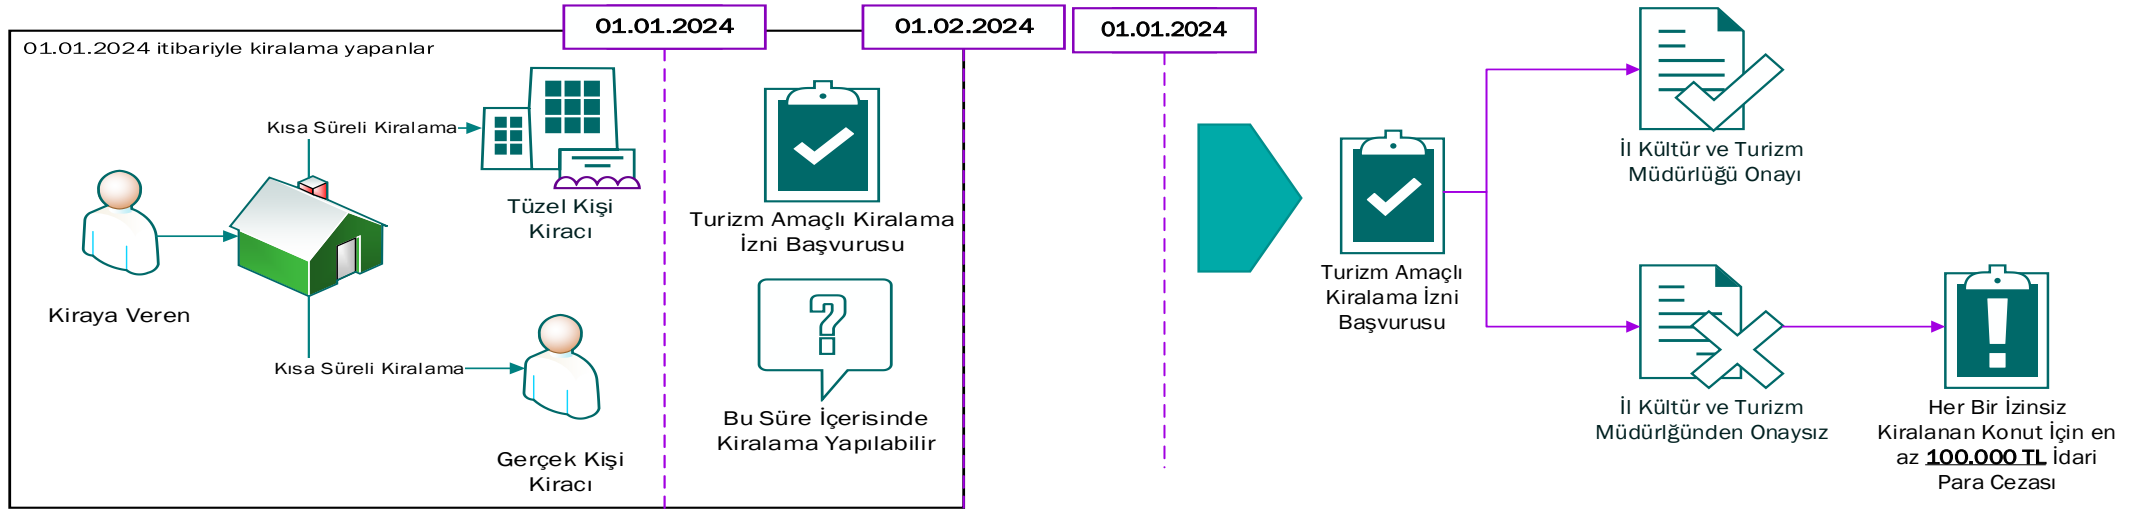 01.01.2024
01.02.2024
01.01.2024
01.01.2024 itibariyle kiralama yapanlar
Kısa Süreli Kiralama
Tüzel Kişi
Kiracı
Kiraya Veren
Kısa Süreli Kiralama
Gerçek Kişi
Kiracı
Turizm Amaçlı Kiralama
İzni Başvurusu
Bu Süre İçerisinde
Kiralama Yapılabilir
Turizm Amaçlı
Kiralama İzni
Başvurusu
İl Kültür ve Turizm
Müdürlüğü Onayı
İl Kültür ve Turizm
Müdürlğünden Onaysız
Her Bir İzinsiz
Kiralanan Konut İçin en
az 100.000 TL İdari
Para Cezası